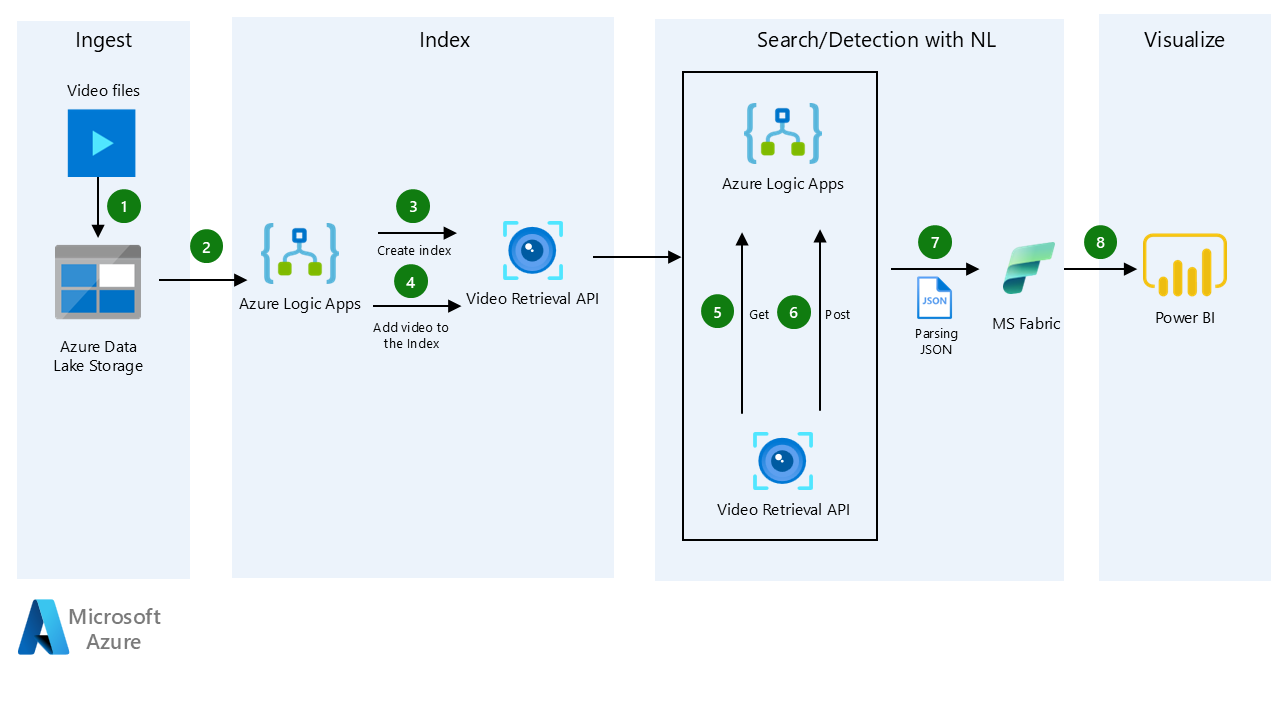 Ingest
Video files
1
Azure Data
Lake Storage
2
Index
Azure Logic Apps
3
Create index
4
Add video to
the Index
Video Retrieval API
Search/Detection with NL
Azure Logic Apps
5
Get
6
Post
Video Retrieval API
7
JSON
Parsing
JSON
MS Fabric
8
Visualize
Power BI
Microsoft
Azure